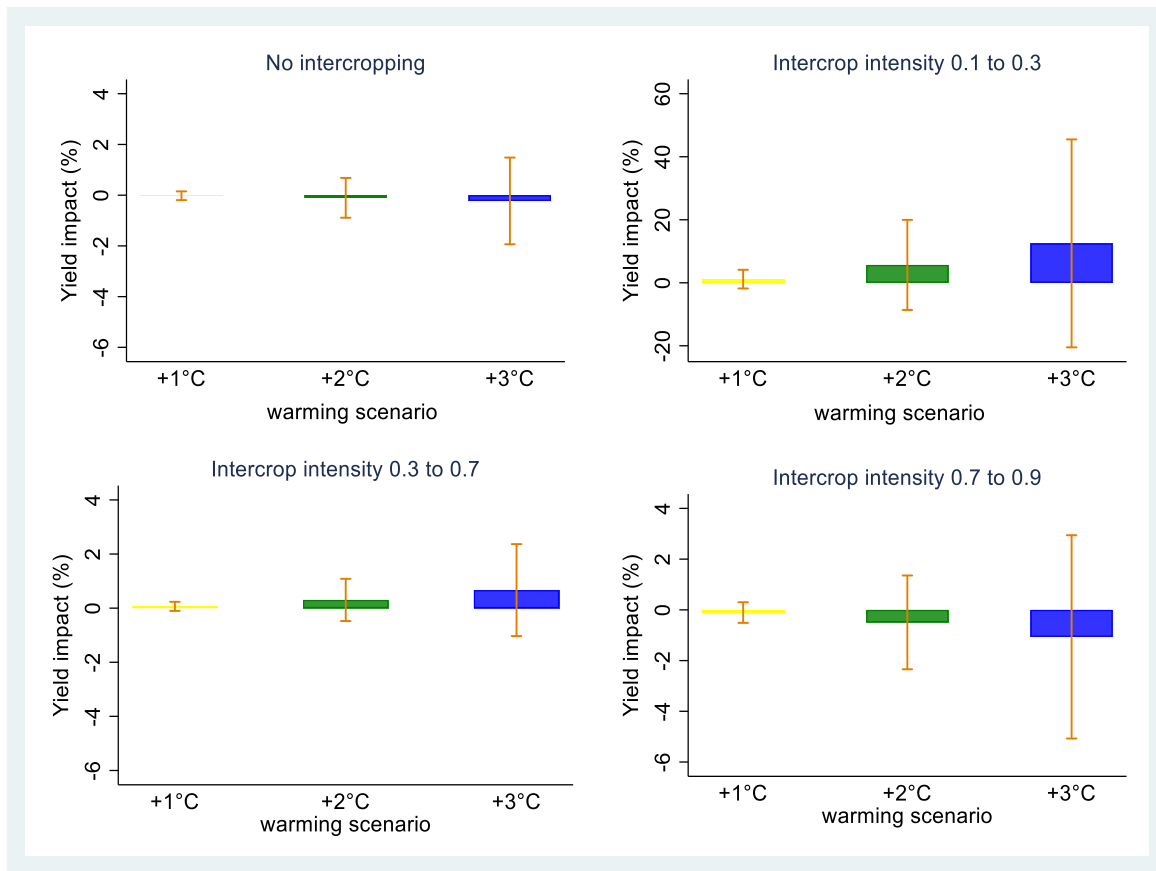 No intercropping
Yield impact (%)
4
2
0
-2
-4
-6
+1°C +2°C +3°C
warming scenario
Intercrop intensity 0.1 to 0.3
Yield impact (%)
60
40
20
0
-20
+1°C +2°C +3°C
warming scenario
Intercrop intensity 0.3 to 0.7
Yield impact (%)
4
2
0
-2
-4
-6
+1°C +2°C +3°C
warming scenario
Intercrop intensity 0.7 to 0.9
Yield impact (%)
4
2
0
-2
-4
-6
+1°C +2°C +3°C
warming scenario